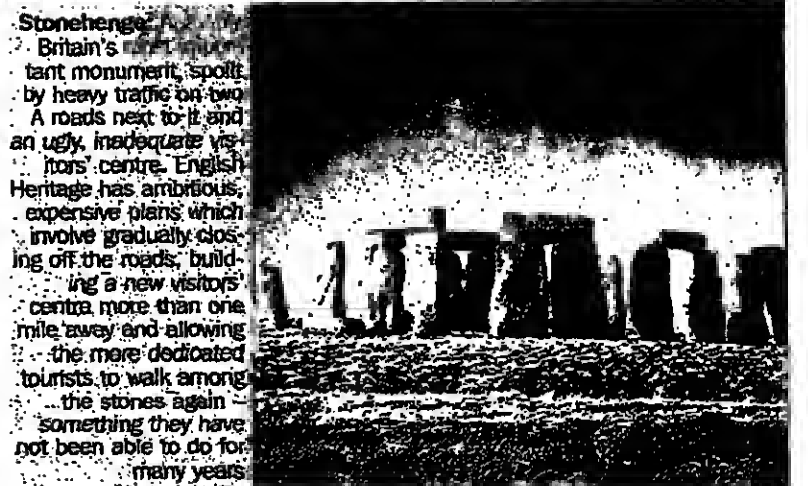 Stonehenge:
Britain's most impor-
tant monument, spoilt
by heavy traffic on two
A roads next to it and
an ugly, inadequate vis-
itors' centre. English
Heritage has ambitious,
expensive plans which
involve gradually clos-
ing off the roads, build-
ing a new visitors'
centre more than one
mile away and allowing
the more dedicated
tourists to walk among
the stones again –
something they have
not been able to do for
many years